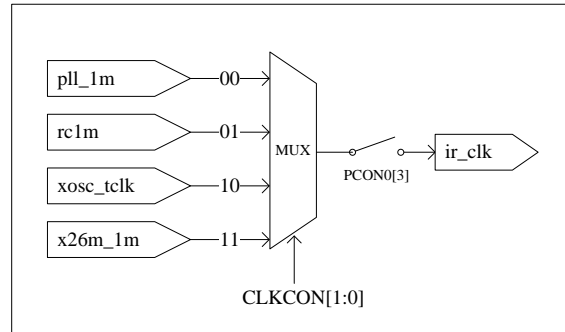 pll_1m
00
rc1m
01
MUX
ir_clk
PCON0[3]
xosc_tclk
10
x26m_1m
11
CLKCON[1:0]